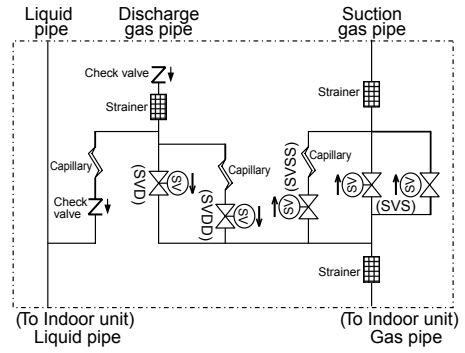 Liquid
pipe
Discharge
gas pipe
Suction
gas pipe
Check valve
Strainer
Strainer
Capillary
Check
valve
(SVD)
SV
Capillary
(SVDD)
SV
(SSVS)
Capillary
SV
SV
SV
(SVS)
Strainer
(To Indoor unit)
Liquid pipe
(To Indoor unit)
Gas pipe